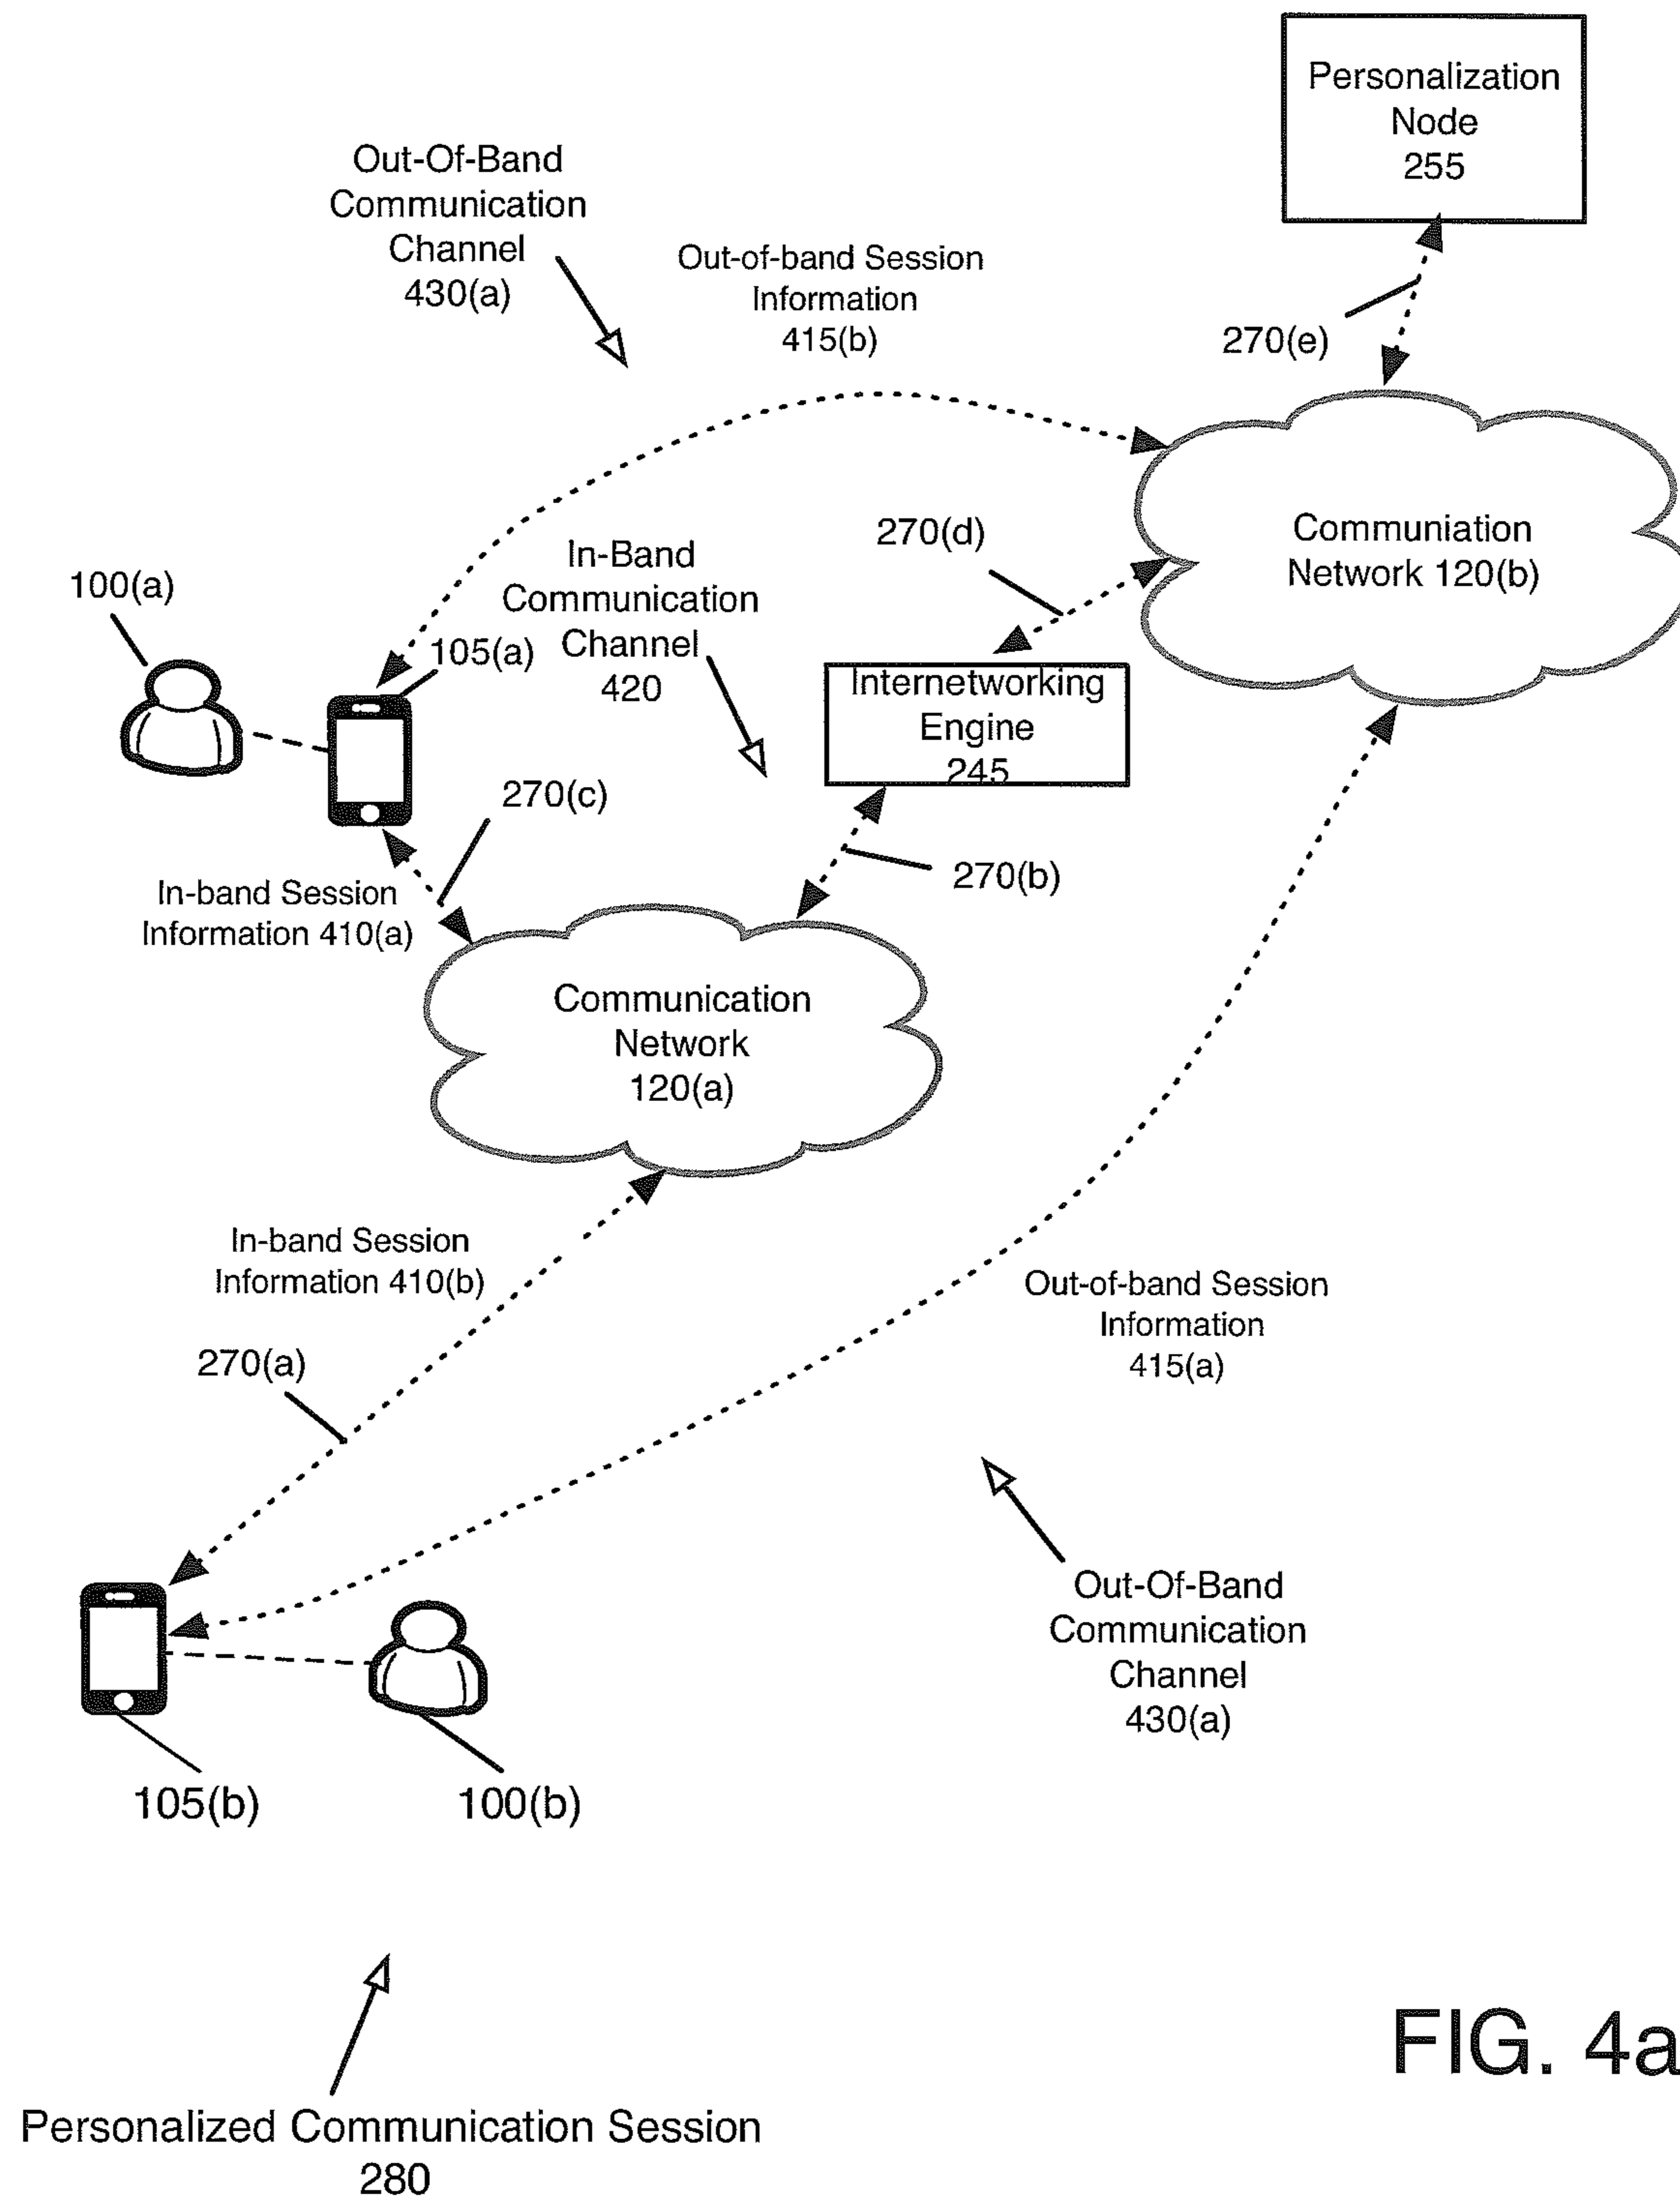 Personalization
Node
255
Out-Of-Band
Communication
Channel
430(a)
Out-of-band Session
Information
415(b)
270(e)
Communiation
Network 120(b)
270(d)
In-Band
Communication
Channel
420
100(a)
105(a)
Internetworking
Engine
245
270(c)
270(b)
In-band Session
Information 410(a)
Communication
Network
120(a)
In-band Session
Information 410(b)
Out-of-band Session
Information
415(a)
270(a)
Out-Of-Band
Communication
Channel
430(a)
105(b)
100(b)
FIG. 4a
Personalized Communication Session
280